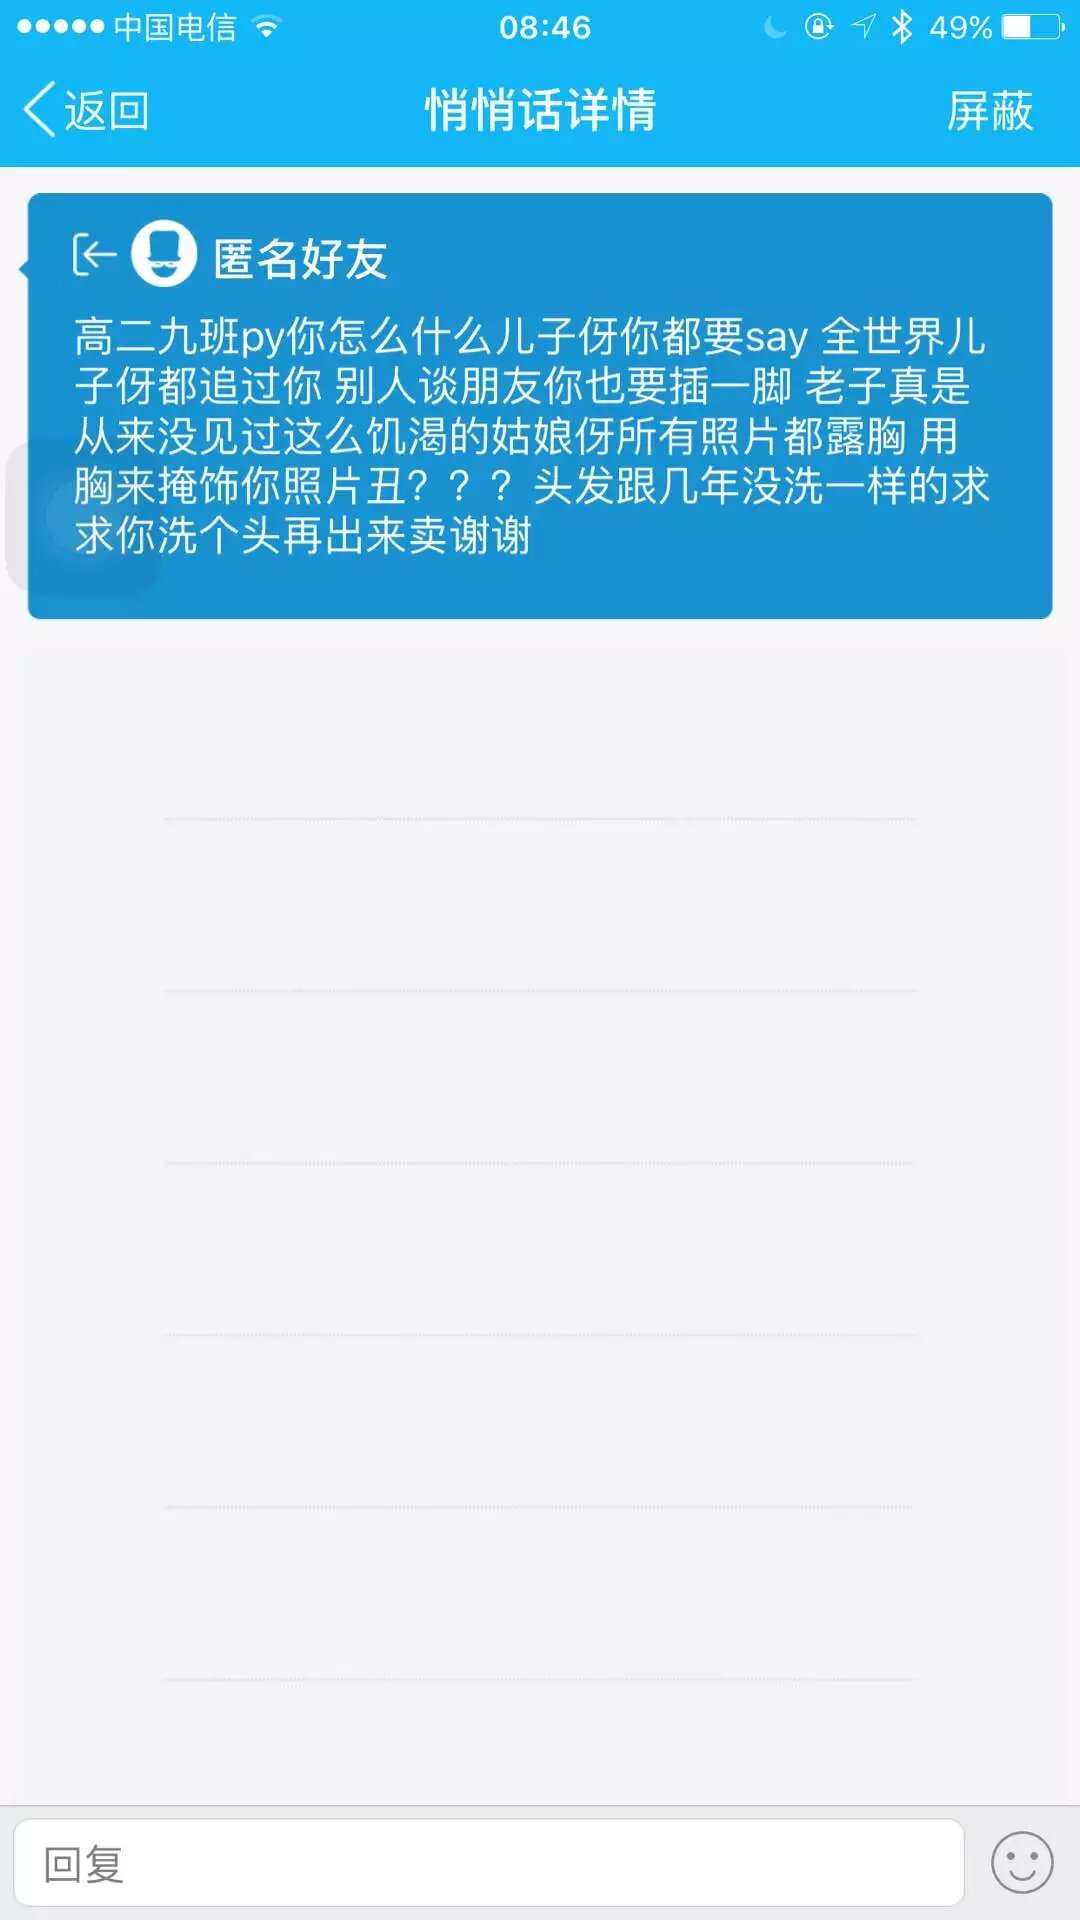 中国电信 08:46 49%
返回 悄悄话详情 屏蔽
匿名好友
高二九班py你怎么什么儿子伢你都要say 全世界儿
子伢都追过你 别人谈朋友你也要插一脚 老子真是
从来没见过这么饥渴的姑娘伢所有照片都露胸 用
胸来掩饰你照片丑？？？头发跟几年没洗一样的求
求你洗个头再出来卖谢谢
回复